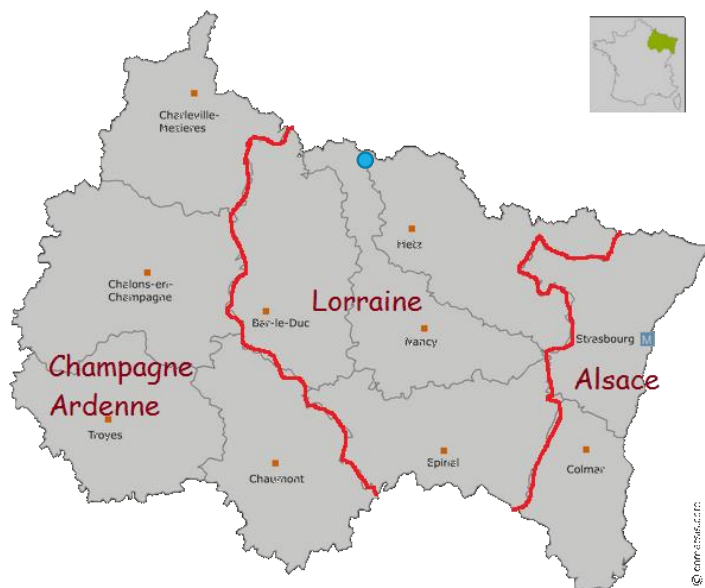 Charleville-
Mezieres
Metz
Chalons-en-
Champagne
Lorraine
Bar-le-Duc
Nancy
Strasbourg
M
Champagne
Ardenne
Alsace
Troyes
Chaumont
Epinal
Colmar